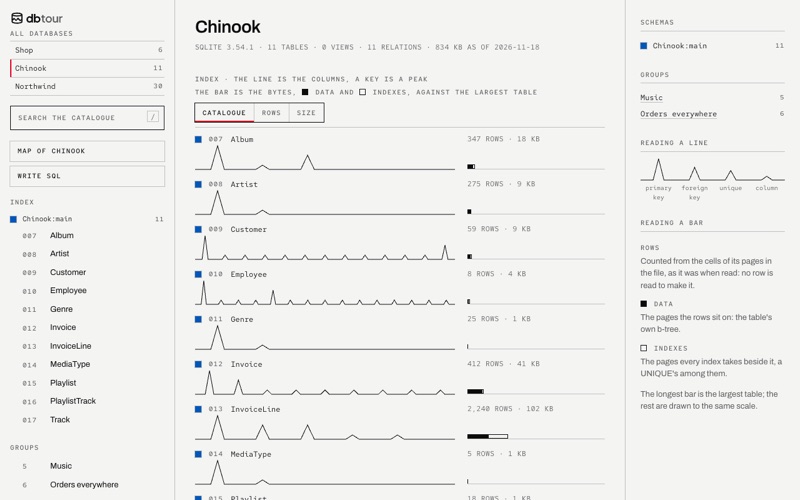 dbtour
ALL DATABASES
Shop 6
Chinook 11
Northwind 30
SEARCH THE CATALOGUE /
MAP OF CHINOOK
WRITE SQL
INDEX
Chinook:main 11
007 Album
008 Artist
009 Customer
010 Employee
011 Genre
012 Invoice
013 InvoiceLine
014 MediaType
015 Playlist
016 PlaylistTrack
017 Track
GROUPS
5 Music
6 Orders everywhere
Chinook
SQLITE 3.54.1 · 11 TABLES · 0 VIEWS · 11 RELATIONS · 834 KB AS OF 2026-11-18
INDEX · THE LINE IS THE COLUMNS, A KEY IS A PEAK
THE BAR IS THE BYTES, DATA AND INDEXES, AGAINST THE LARGEST TABLE
CATALOGUE ROWS SIZE
007 Album 347 ROWS · 18 KB
008 Artist 275 ROWS · 9 KB
009 Customer 59 ROWS · 9 KB
010 Employee 8 ROWS · 4 KB
011 Genre 25 ROWS · 1 KB
012 Invoice 412 ROWS · 41 KB
013 InvoiceLine 2,240 ROWS · 102 KB
014 MediaType 5 ROWS · 1 KB
015 Playlist 18 ROWS · 1 KB
SCHEMAS
Chinook:main 11
GROUPS
Music 5
Orders everywhere 6
READING A LINE
primary key foreign key unique column
READING A BAR
ROWS
Counted from the cells of its pages in
the file, as it was when read: no row is
read to make it.
DATA
The pages the rows sit on: the table's
own b-tree.
INDEXES
The pages every index takes beside it, a
UNIQUE's among them.
The longest bar is the largest table; the
rest are drawn to the same scale.